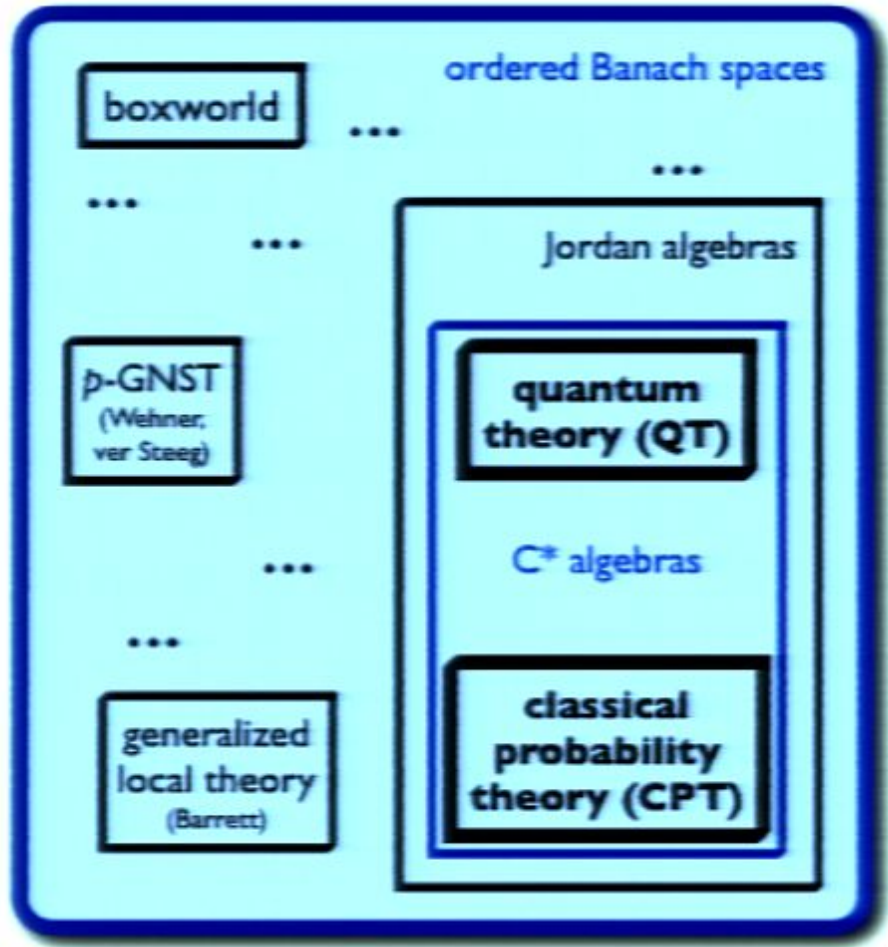 ordered Banach spaces
boxworld
...
...
...
...
Jordan algebras
p-GNST
(Wehner,
ver Steeg)
quantum
theory (QT)
C* algebras
...
...
generalized
local theory
(Barrett)
classical
probability
theory (CPT)